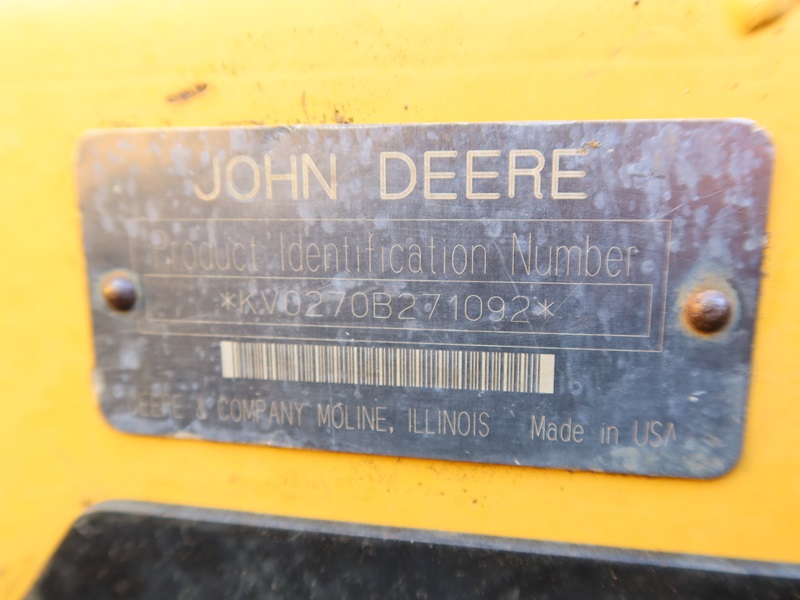 JOHN DEERE
Product Identification Number
*KV0270B271092*
DEERE & COMPANY MOLINE, ILLINOIS Made in USA